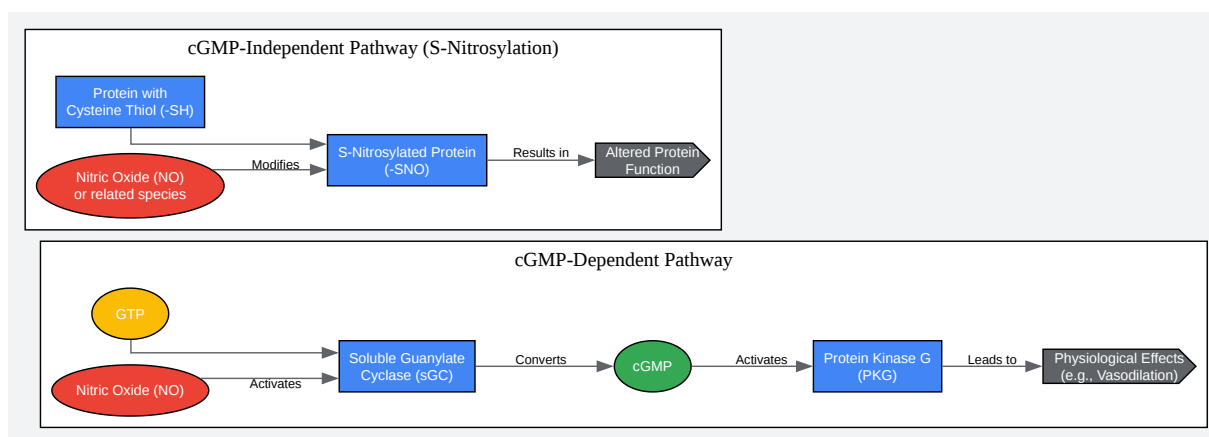 cGMP-Independent Pathway (S-Nitrosylation)
Protein with
Cysteine Thiol (-SH)
Nitric Oxide (NO)
or related species
Modifies
S-Nitrosylated Protein
(-SNO)
Results in
Altered Protein
Function
cGMP-Dependent Pathway
GTP
Nitric Oxide (NO)
Activates
Soluble Guanylate
Cyclase (sGC)
Converts
cGMP
Activates
Protein Kinase G
(PKG)
Leads to
Physiological Effects
(e.g., Vasodilation)